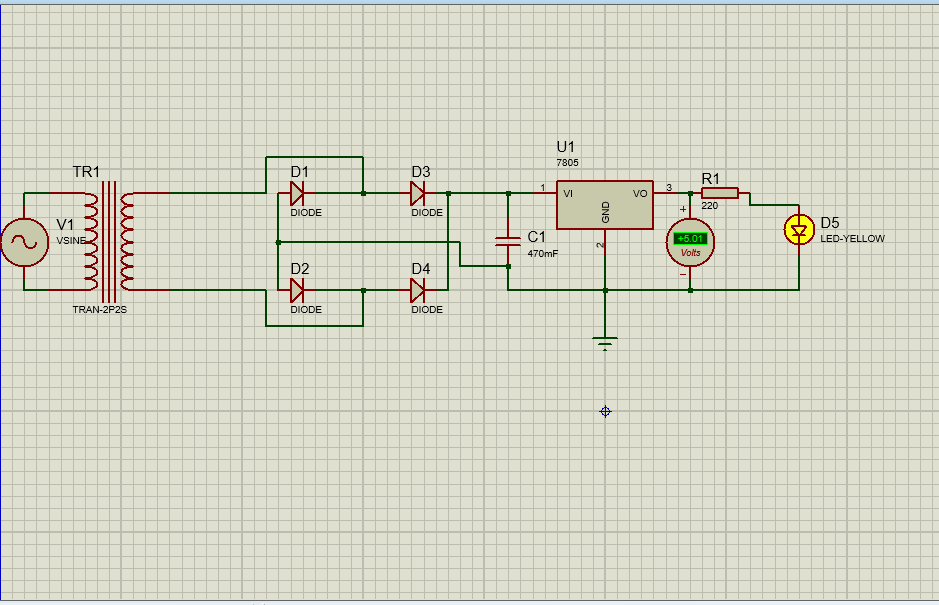 TR1
TRAN-2P2S
V1
VSINE
D1
DIODE
D3
DIODE
D2
DIODE
D4
DIODE
C1
470mF
U1
7805
1
VI
VO
3
GND
2
R1
220
+
+5.01
Volts
−
D5
LED-YELLOW